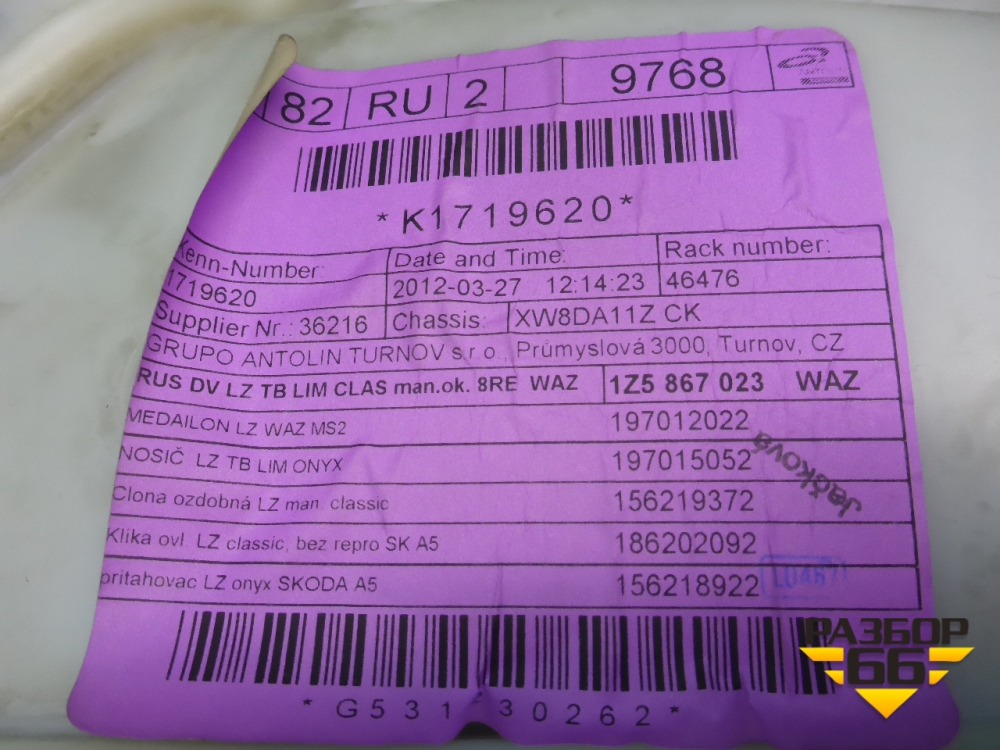 82 RU 2 9768
*K1719620*
Kenn-Number: Date and Time: Rack number:
1719620 2012-03-27 12:14:23 46476
Supplier Nr.: 36216 Chassis: XW8DA11Z CK
GRUPO ANTOLIN TURNOV s.r.o., Průmyslová 3000, Turnov, CZ
RUS DV LZ TB LIM CLAS man.ok. 8RE WAZ 1Z5 867 023 WAZ
MEDAILON LZ WAZ MS2 197012022
NOSIČ LZ TB LIM ONYX 197015052
Jačková
Clona ozdobná LZ man. classic 156219372
Klika ovl. LZ classic, bez repro SK A5 186202092
pritahovac LZ onyx SKODA A5 156218922
РАЗБОР
66